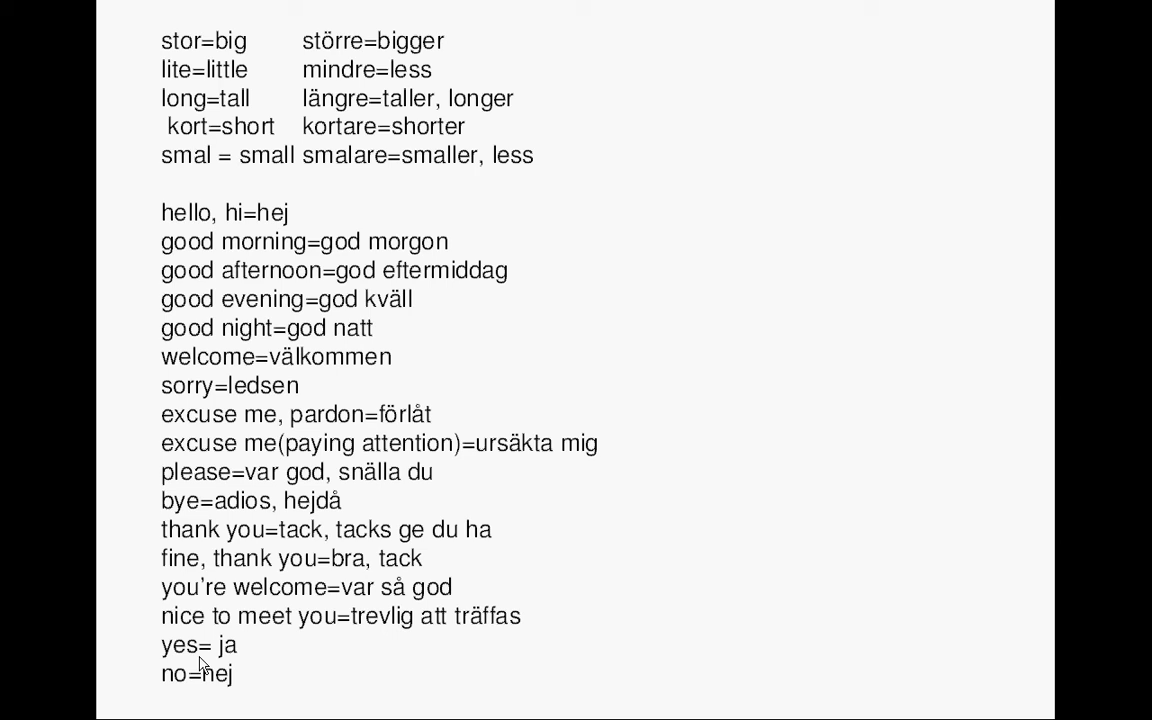 stor=big större=bigger
lite=little mindre=less
long=tall längre=taller, longer
kort=short kortare=shorter
smal = small smalare=smaller, less
hello, hi=hej
good morning=god morgon
good afternoon=god eftermiddag
good evening=god kväll
good night=god natt
welcome=välkommen
sorry=ledsen
excuse me, pardon=förlåt
excuse me(paying attention)=ursäkta mig
please=var god, snälla du
bye=adios, hejdå
thank you=tack, tacks ge du ha
fine, thank you=bra, tack
you're welcome=var så god
nice to meet you=trevlig att träffas
yes= ja
no=nej